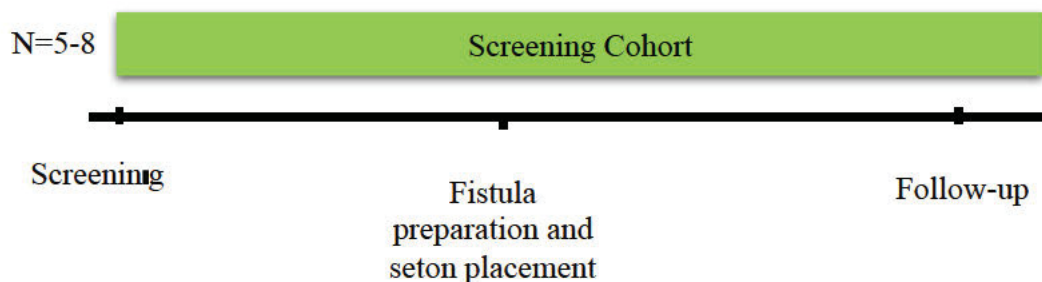 N=5-8
Screening Cohort
Screening
Fistula
preparation and
seton placement
Follow-up